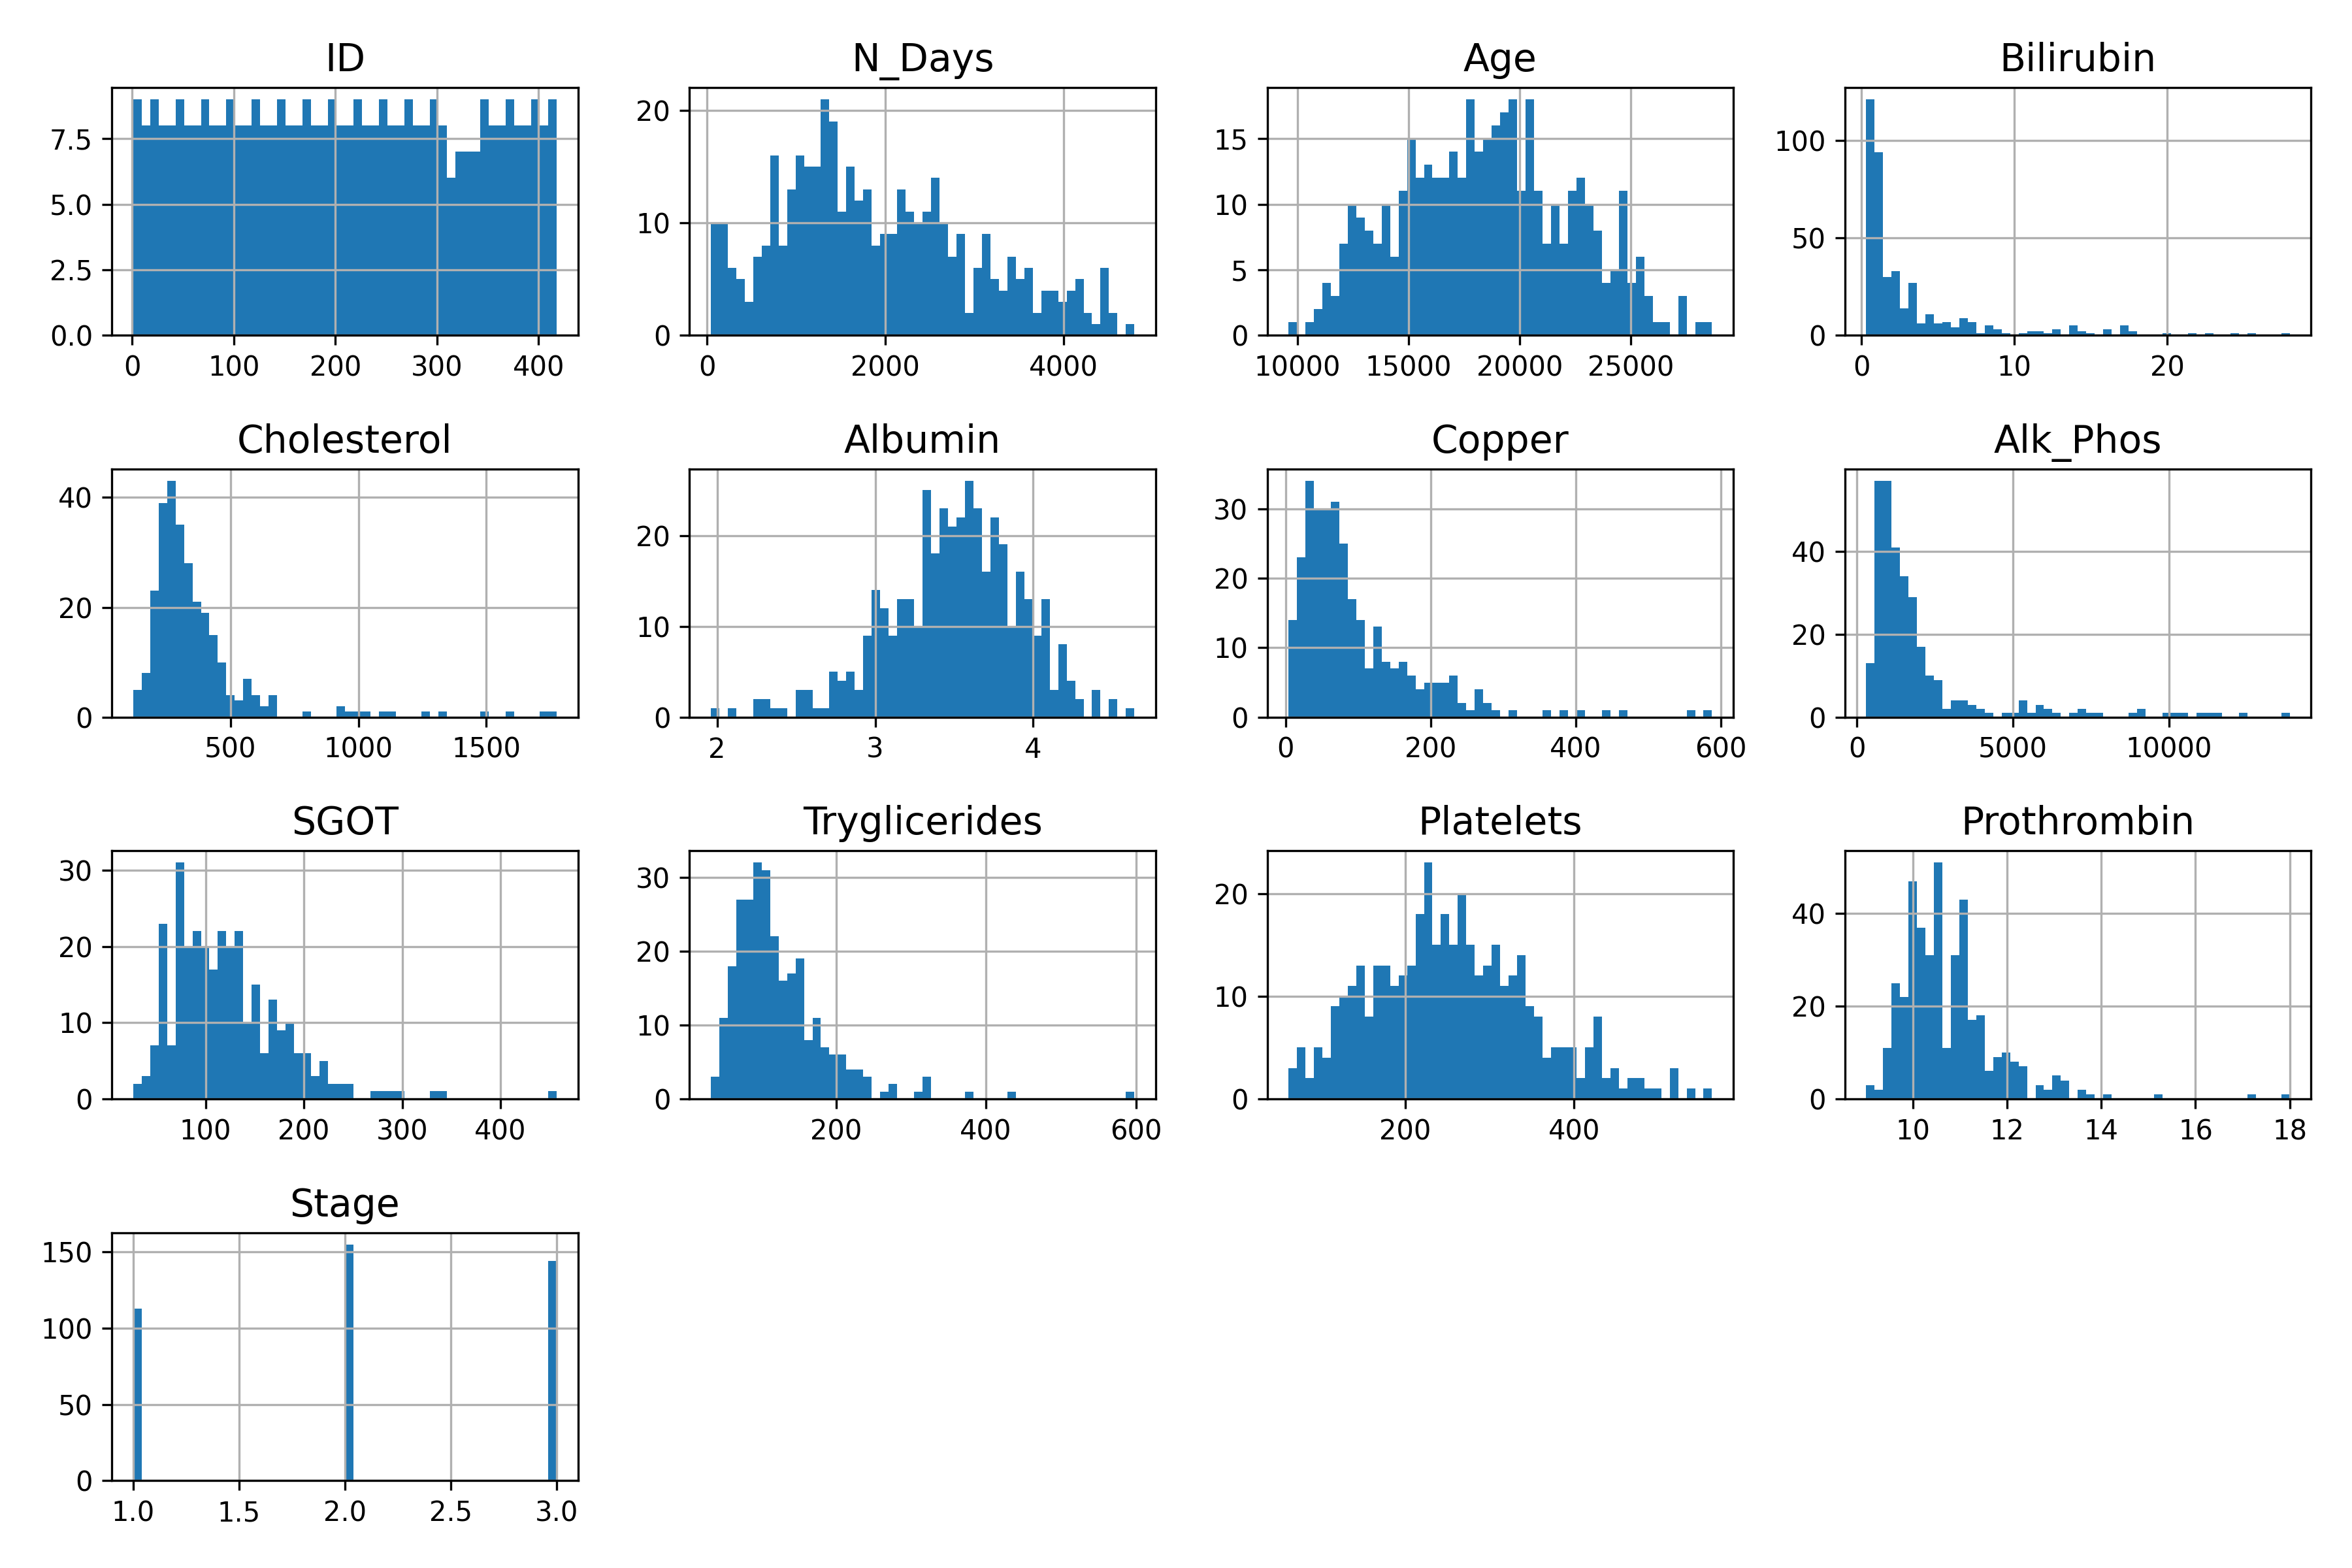 ID
7.5
5.0
2.5
0.0
0 100 200 300 400
N_Days
20
10
0
0 2000 4000
Age
15
10
5
0
10000 15000 20000 25000
Bilirubin
100
50
0
0 10 20
Cholesterol
40
20
0
500 1000 1500
Albumin
20
10
0
2 3 4
Copper
30
20
10
0
0 200 400 600
Alk_Phos
40
20
0
0 5000 10000
SGOT
30
20
10
0
100 200 300 400
Tryglicerides
30
20
10
0
200 400 600
Platelets
20
10
0
200 400
Prothrombin
40
20
0
10 12 14 16 18
Stage
150
100
50
0
1.0 1.5 2.0 2.5 3.0